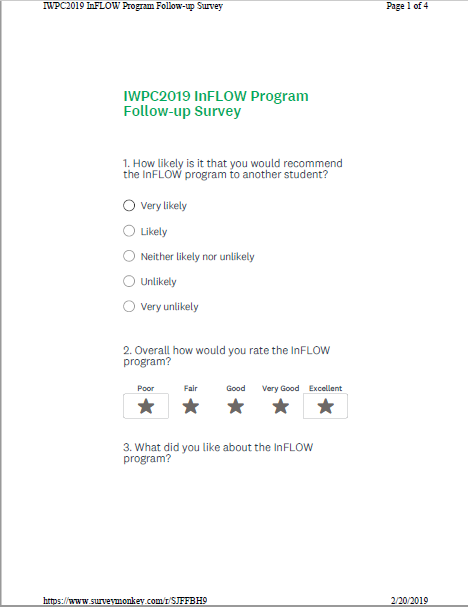 IWPC2019 InFLOW Program Follow-up Survey Page 1 of 4
IWPC2019 InFLOW Program
Follow-up Survey
1. How likely is it that you would recommend
the InFLOW program to another student?
Very likely
Likely
Neither likely nor unlikely
Unlikely
Very unlikely
2. Overall how would you rate the InFLOW
program?
Poor Fair Good Very Good Excellent
3. What did you like about the InFLOW
program?
https://www.surveymonkey.com/r/SJFFBH9 2/20/2019